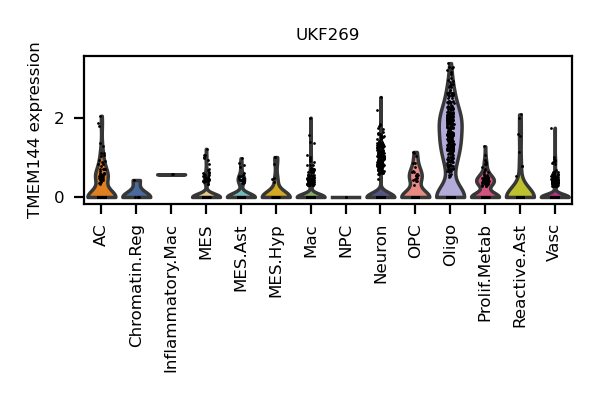 UKF269
TMEM144 expression
2
0
AC
Chromatin.Reg
Inflammatory.Mac
MES
MES.Ast
MES.Hyp
Mac
NPC
Neuron
OPC
Oligo
Prolif.Metab
Reactive.Ast
Vasc